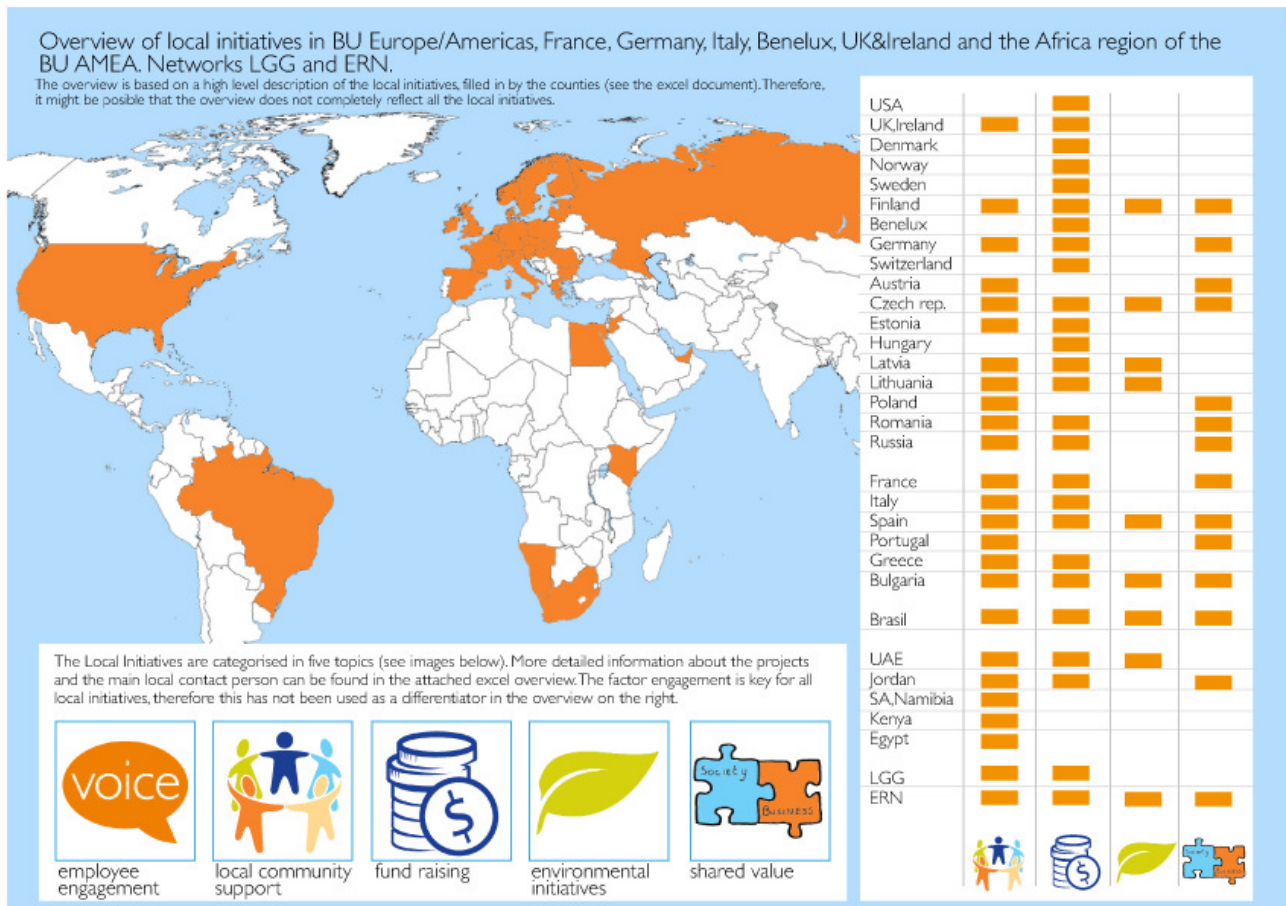 Overview of local initiatives in BU Europe/Americas, France, Germany, Italy, Benelux, UK&Ireland and the Africa region of the
BU AMEA. Networks LGG and ERN.
The overview is based on a high level description of the local initiatives, filled in by the counties (see the excel document). Therefore,
it might be posible that the overview does not completely reflect all the local initiatives.
USA
UK,Ireland
Denmark
Norway
Sweden
Finland
Benelux
Germany
Switzerland
Austria
Czech rep.
Estonia
Hungary
Latvia
Lithuania
Poland
Romania
Russia
France
Italy
Spain
Portugal
Greece
Bulgaria
Brasil
UAE
Jordan
SA,Namibia
Kenya
Egypt
LGG
ERN
The Local Initiatives are categorised in five topics (see images below). More detailed information about the projects
and the main local contact person can be found in the attached excel overview. The factor engagement is key for all
local initiatives, therefore this has not been used as a differentiator in the overview on the right.
voice
$
Society
Business
employee
engagement
local community
support
fund raising
environmental
initiatives
shared value
$
Society
Business